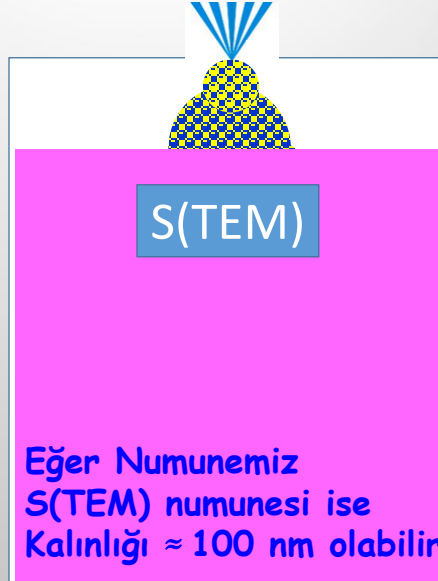 S(TEM)
Eğer Numunemiz
S(TEM) numunesi ise
Kalınlığı ≈ 100 nm olabilir